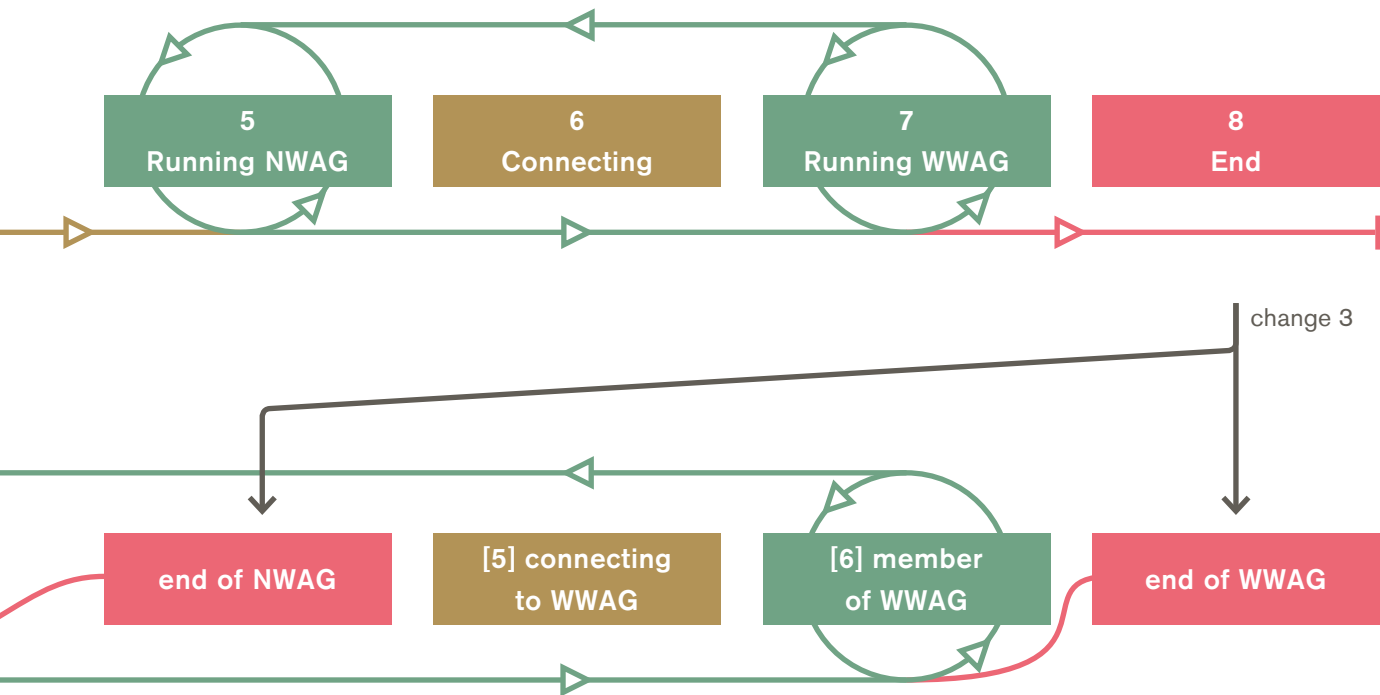 5
Running NWAG
6
Connecting
7
Running WWAG
8
End
change 3
end of NWAG
[5] connecting
to WWAG
[6] member
of WWAG
end of WWAG